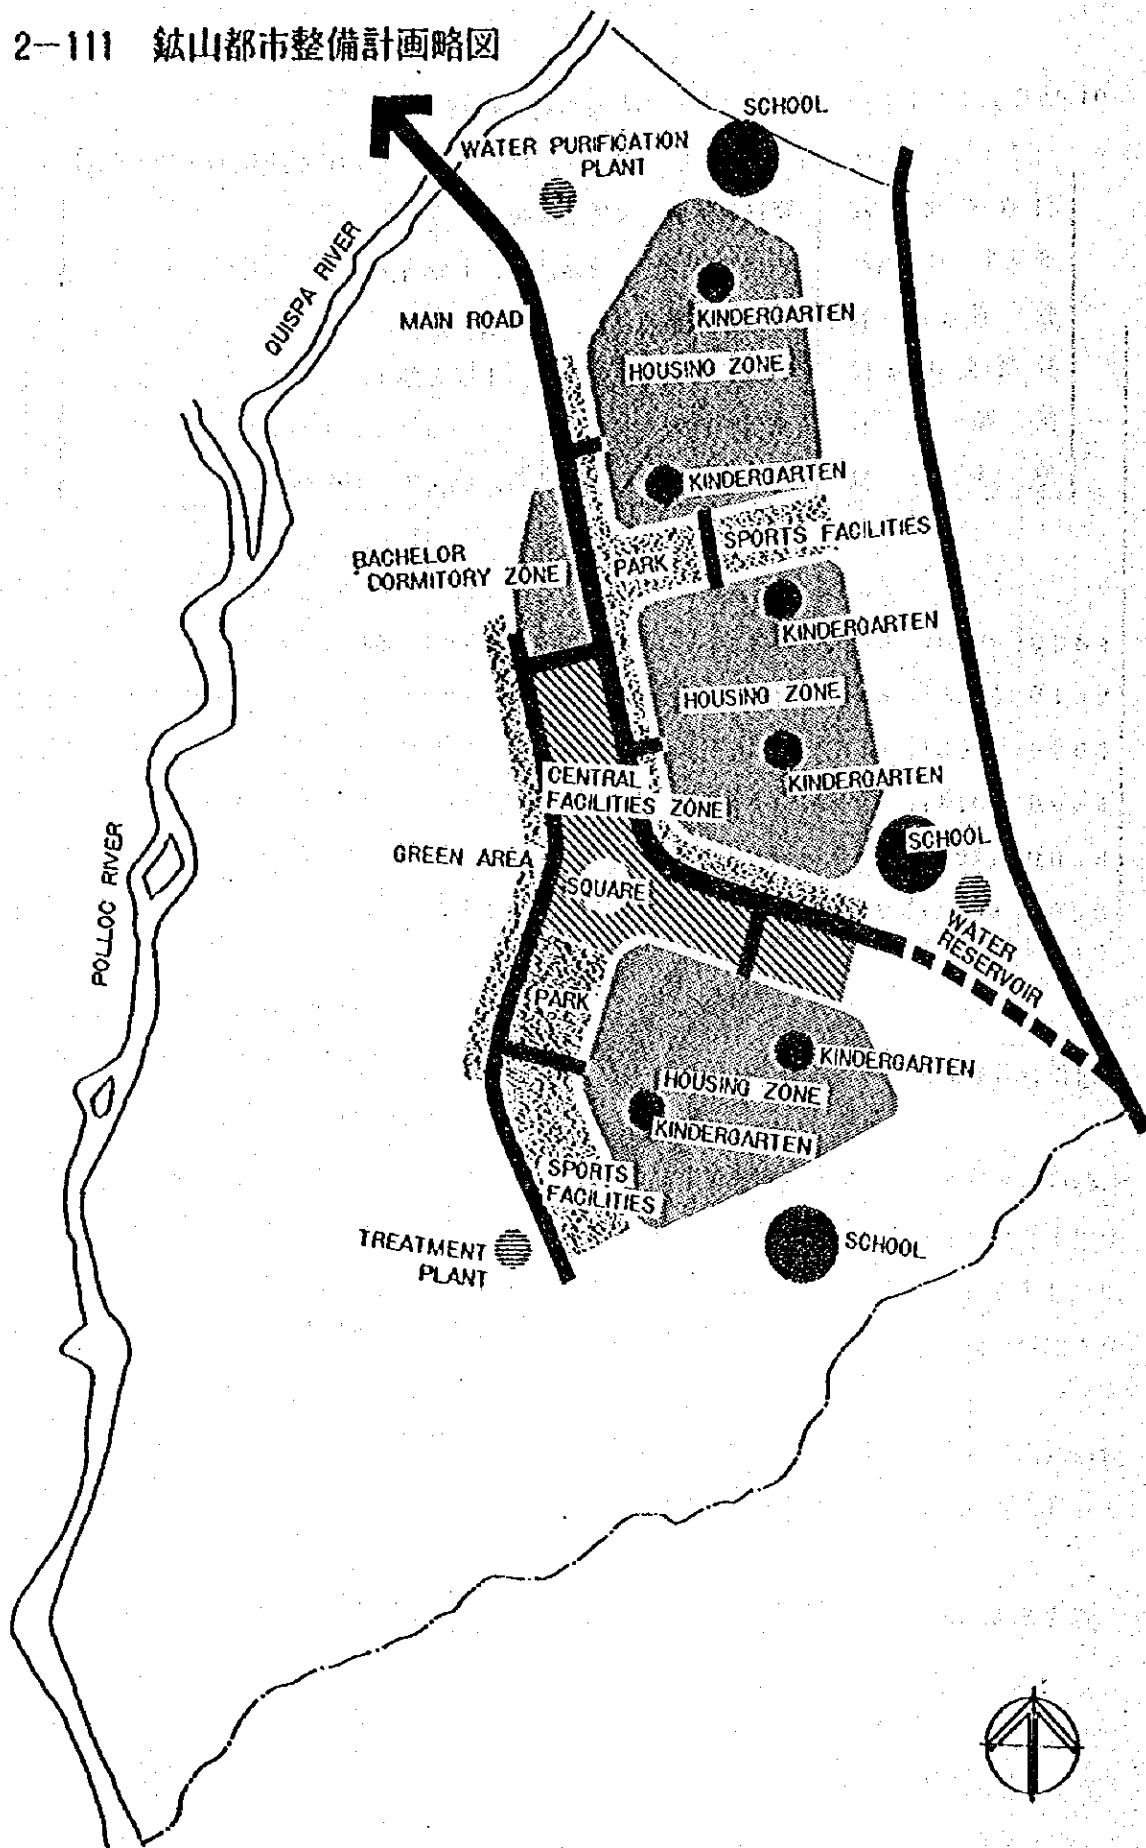 2-111 鉱山都市整備計画略図
SCHOOL
WATER PURIFICATION
PLANT
QUISPA RIVER
MAIN ROAD
KINDERGARTEN
HOUSING ZONE
KINDERGARTEN
SPORTS FACILITIES
PARK
BACHELOR
DORMITORY ZONE
KINDERGARTEN
HOUSING ZONE
KINDERGARTEN
CENTRAL
FACILITIES ZONE
SCHOOL
GREEN AREA
SQUARE
WATER
RESERVOIR
POLLOC RIVER
PARK
KINDERGARTEN
HOUSING ZONE
KINDERGARTEN
SPORTS
FACILITIES
TREATMENT
PLANT
SCHOOL